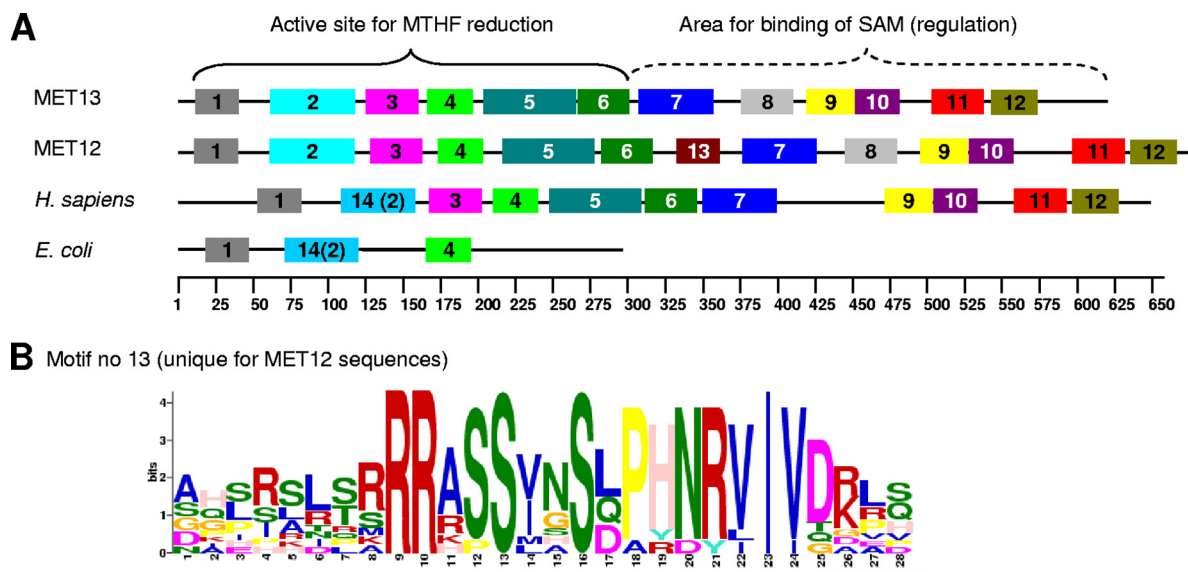 A
Active site for MTHF reduction
Area for binding of SAM (regulation)
MET13
1 2 3 4 5 6 7 8 9 10 11 12
MET12
1 2 3 4 5 6 13 7 8 9 10 11 12
H. sapiens
1 14 (2) 3 4 5 6 7 9 10 11 12
E. coli
1 14(2) 4
1 25 50 75 100 125 150 175 200 225 250 275 300 325 350 375 400 425 450 475 500 525 550 575 600 625 650
B Motif no 13 (unique for MET12 sequences)
bits
4
3
2
1
0
RRASSVNSLPHNRVIVD
1 2 3 4 5 6 7 8 9 10 11 12 13 14 15 16 17 18 19 20 21 22 23 24 25 26 27 28